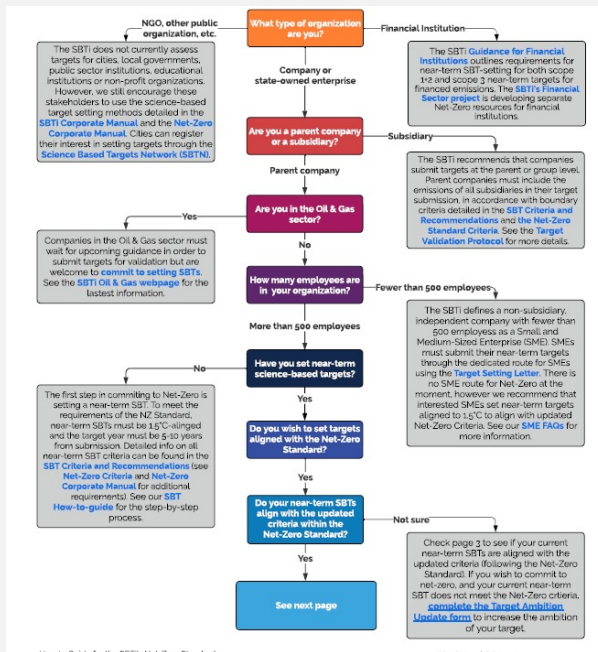 What type of organization
are you?
NGO, other public
organization, etc.
Financial Institution
Company or
state-owned enterprise
The SBTi does not currently assess
targets for cities, local governments,
public sector institutions, educational
institutions or non-profit organizations.
However, we still encourage these
stakeholders to use the science-based
target setting methods detailed in the
SBTi Corporate Manual and the Net-Zero
Corporate Manual. Cities can register
their interest in setting targets through the
Science Based Targets Network (SBTN).
The SBTi Guidance for Financial
Institutions outlines requirements for
near-term SBT-setting for both scope
1+2 and scope 3 near-term targets for
financed emissions. The SBTi's Financial
Sector project is developing separate
Net-Zero resources for financial
institutions.
Are you a parent company
or a subsidiary?
Subsidiary
Parent company
The SBTi recommends that companies
submit targets at the parent or group level.
Parent companies must include the
emissions of all subsidiaries in their target
submission, in accordance with boundary
criteria detailed in the SBT Criteria and
Recommendations and the Net-Zero
Standard Criteria. See the Target
Validation Protocol for more details.
Are you in the Oil & Gas
sector?
Yes
No
Companies in the Oil & Gas sector must
wait for upcoming guidance in order to
submit targets for validation but are
welcome to commit to setting SBTs.
See the SBTi Oil & Gas webpage for the
lastest information.
How many employees are
in your organization?
Fewer than 500 employees
More than 500 employees
The SBTi defines a non-subsidiary,
independent company with fewer than
500 employess as a Small and
Medium-Sized Enterprise (SME). SMEs
must submit their near-term targets
through the dedicated route for SMEs
using the Target Setting Letter. There is
no SME route for Net-Zero at the
moment, however we recommend that
interested SMEs set near-term targets
aligned to 1.5°C to align with updated
Net-Zero Criteria. See our SME FAQs for
more information.
Have you set near-term
science-based targets?
No
Yes
The first step in commiting to Net-Zero is
setting a near-term SBT. To meet the
requirements of the NZ Standard,
near-term SBTs must be 1.5°C-alinged
and the target year must be 5-10 years
from submission. Detailed info on all
near-term SBT criteria can be found in the
SBT Criteria and Recommendations (see
Net-Zero Criteria and Net-Zero
Corporate Manual for additional
requirements). See our SBT
How-to-guide for the step-by-step
process.
Do you wish to set targets
aligned with the Net-Zero
Standard?
Yes
Do your near-term SBTs
align with the updated
criteria within the
Net-Zero Standard?
Not sure
Yes
Check page 3 to see if your current
near-term SBTs are aligned with the
updated criteria (following the Net-Zero
Standard). If you wish to commit to
net-zero, and your current near-term
SBT does not meet the Net-Zero crtieria,
complete the Target Ambition
Update form to increase the ambition
of your target.
See next page